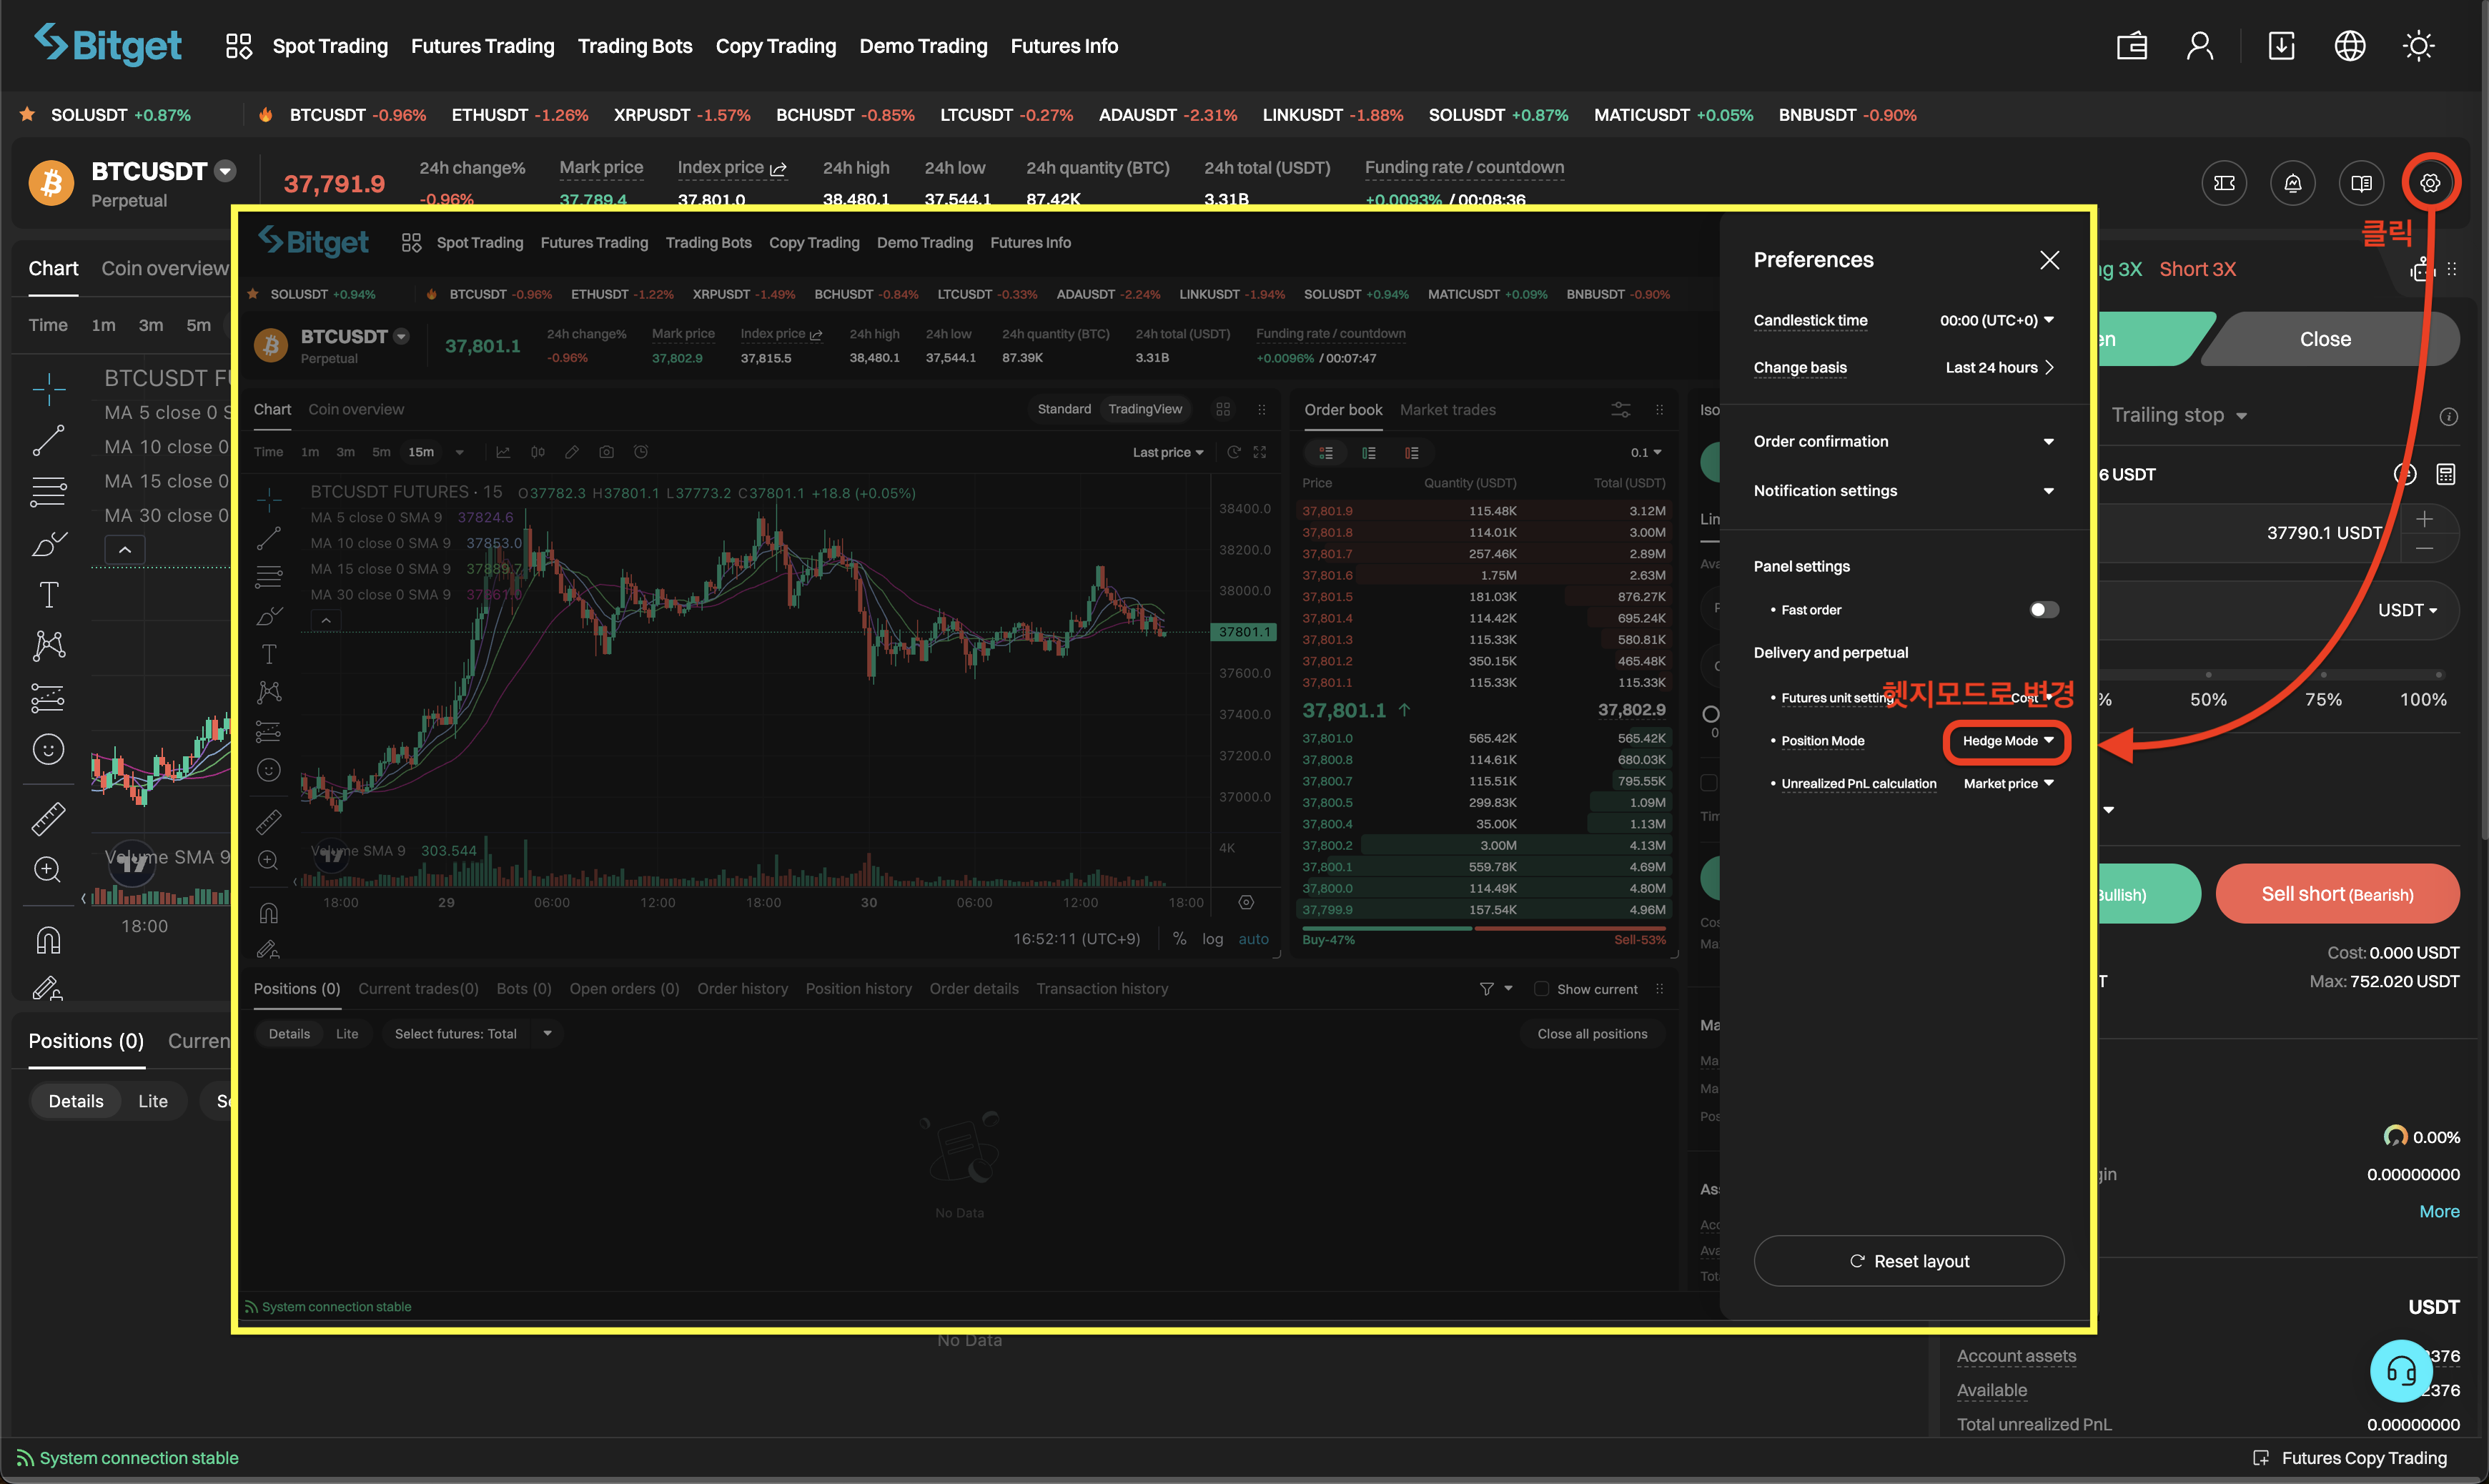 Bitget Spot Trading Futures Trading Trading Bots Copy Trading Demo Trading Futures Info
SOLUSDT +0.87% BTCUSDT -0.96% ETHUSDT -1.26% XRPUSDT -1.57% BCHUSDT -0.85% LTCUSDT -0.27% ADAUSDT -2.31% LINKUSDT -1.88% SOLUSDT +0.87% MATICUSDT +0.05% BNBUSDT -0.90%
BTCUSDT
Perpetual
37,791.9
24h change% Mark price Index price 24h high 24h low 24h quantity (BTC) 24h total (USDT) Funding rate / countdown
-0.96% 37,789.4 37,801.0 38,480.1 37,544.1 87.42K 3.31B +0.0093% / 00:08:36
클릭
Chart Coin overview
Time 1m 3m 5m
BTCUSDT
MA 5 close 0
MA 10 close 0
MA 15 close 0
MA 30 close 0
Volume SMA 9
18:00
Positions (0)
Details Lite
Bitget Spot Trading Futures Trading Trading Bots Copy Trading Demo Trading Futures Info
SOLUSDT +0.94% BTCUSDT -0.96% ETHUSDT -1.22% XRPUSDT -1.49% BCHUSDT -0.84% LTCUSDT -0.33% ADAUSDT -2.24% LINKUSDT -1.94% SOLUSDT +0.94% MATICUSDT +0.09% BNBUSDT -0.90%
BTCUSDT
Perpetual
37,801.1
24h change% Mark price Index price 24h high 24h low 24h quantity (BTC) 24h total (USDT) Funding rate / countdown
-0.96% 37,802.9 37,815.5 38,480.1 37,544.1 87.39K 3.31B +0.0096% / 00:07:47
Chart Coin overview Standard TradingView
Time 1m 3m 5m 15m Last price
BTCUSDT FUTURES · 15 O37782.3 H37801.1 L37773.2 C37801.1 +18.8 (+0.05%)
MA 5 close 0 SMA 9 37824.6
MA 10 close 0 SMA 9 37853.0
MA 15 close 0 SMA 9 37889.7
MA 30 close 0 SMA 9
38400.0
38200.0
38000.0
37801.1
37600.0
37400.0
37200.0
37000.0
Volume SMA 9 303.544
4K
18:00 29 06:00 12:00 18:00 30 06:00 12:00 18:00
16:52:11 (UTC+9) % log auto
Order book Market trades
0.1
Price Quantity (USDT) Total (USDT)
37,801.9 115.48K 3.12M
37,801.8 114.01K 3.00M
37,801.7 257.46K 2.89M
37,801.6 1.75M 2.63M
37,801.5 181.03K 876.27K
37,801.4 114.42K 695.24K
37,801.3 115.33K 580.81K
37,801.2 350.15K 465.48K
37,801.1 115.33K 115.33K
37,801.1 37,802.9
37,801.0 565.42K 565.42K
37,800.8 114.61K 680.03K
37,800.7 115.51K 795.55K
37,800.5 299.83K 1.09M
37,800.4 35.00K 1.13M
37,800.2 3.00M 4.13M
37,800.1 559.78K 4.69M
37,800.0 114.49K 4.80M
37,799.9 157.54K 4.96M
Buy-47% Sell-53%
Positions (0) Current trades(0) Bots (0) Open orders (0) Order history Position history Order details Transaction history Show current
Details Lite Select futures: Total Close all positions
No Data
System connection stable
Preferences
Candlestick time 00:00 (UTC+0)
Change basis Last 24 hours
Order confirmation
Notification settings
Panel settings
• Fast order
Delivery and perpetual
• Futures unit setting Cost
헷지모드로 변경
• Position Mode Hedge Mode
• Unrealized PnL calculation Market price
Reset layout
3X Short 3X
Close
Trailing stop
USDT
37790.1 USDT
USDT
50% 75% 100%
Sell short (Bearish)
Cost: 0.000 USDT
Max: 752.020 USDT
0.00%
0.00000000
More
USDT
No Data
Account assets
Available
Total unrealized PnL 0.00000000
System connection stable Futures Copy Trading